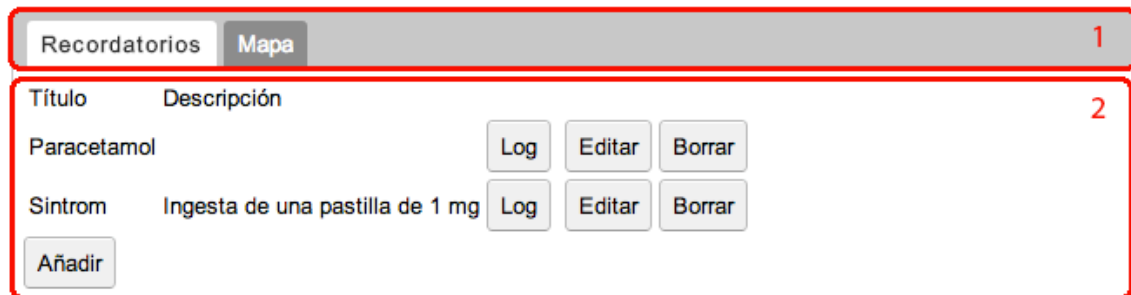 Recordatorios Mapa 1
Título Descripción 2
Paracetamol Log Editar Borrar
Sintrom Ingesta de una pastilla de 1 mg Log Editar Borrar
Añadir